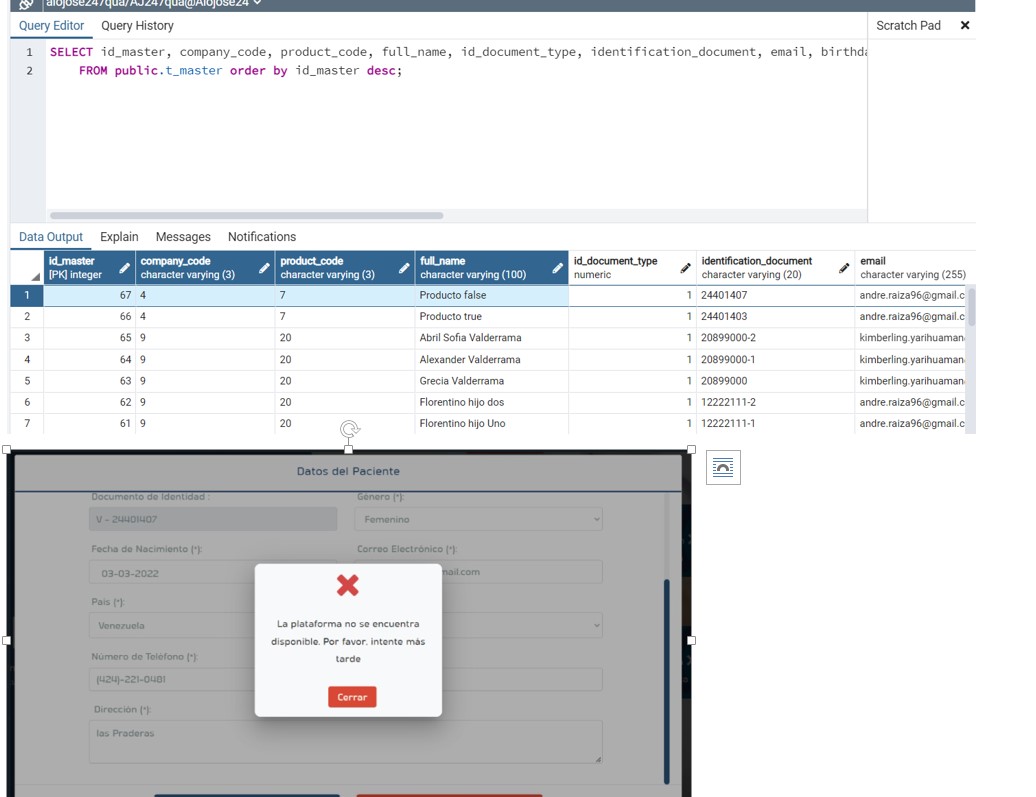 alojose247qua/AJ247qua@Alojose24
Query Editor Query History Scratch Pad
1 SELECT id_master, company_code, product_code, full_name, id_document_type, identification_document, email,
2 FROM public.t_master order by id_master desc;
Data Output Explain Messages Notifications
id_master company_code product_code full_name id_document_type identification_document email
[PK] integer character varying (3) character varying (3) character varying (100) numeric character varying (20) character varying (255)
1 67 4 7 Producto false 1 24401407 andre.raiza96@gmail.c
2 66 4 7 Producto true 1 24401403 andre.raiza96@gmail.c
3 65 9 20 Abril Sofia Valderrama 1 20899000-2 kimberling.yarihuaman
4 64 9 20 Alexander Valderrama 1 20899000-1 kimberling.yarihuaman
5 63 9 20 Grecia Valderrama 1 20899000 kimberling.yarihuaman
6 62 9 20 Florentino hijo dos 1 12222111-2 andre.raiza96@gmail.c
7 61 9 20 Florentino hijo Uno 1 12222111-1 andre.raiza96@gmail.c
Datos del Paciente
Documento de Identidad : Género (*):
V - 24401407 Femenino
Fecha de Nacimiento (*): Correo Electrónico (*):
03-03-2022 mail.com
País (*):
Venezuela
Número de Teléfono (*):
(424)-221-0481
Dirección (*):
las Praderas
La plataforma no se encuentra
disponible. Por favor, intente más
tarde
Cerrar